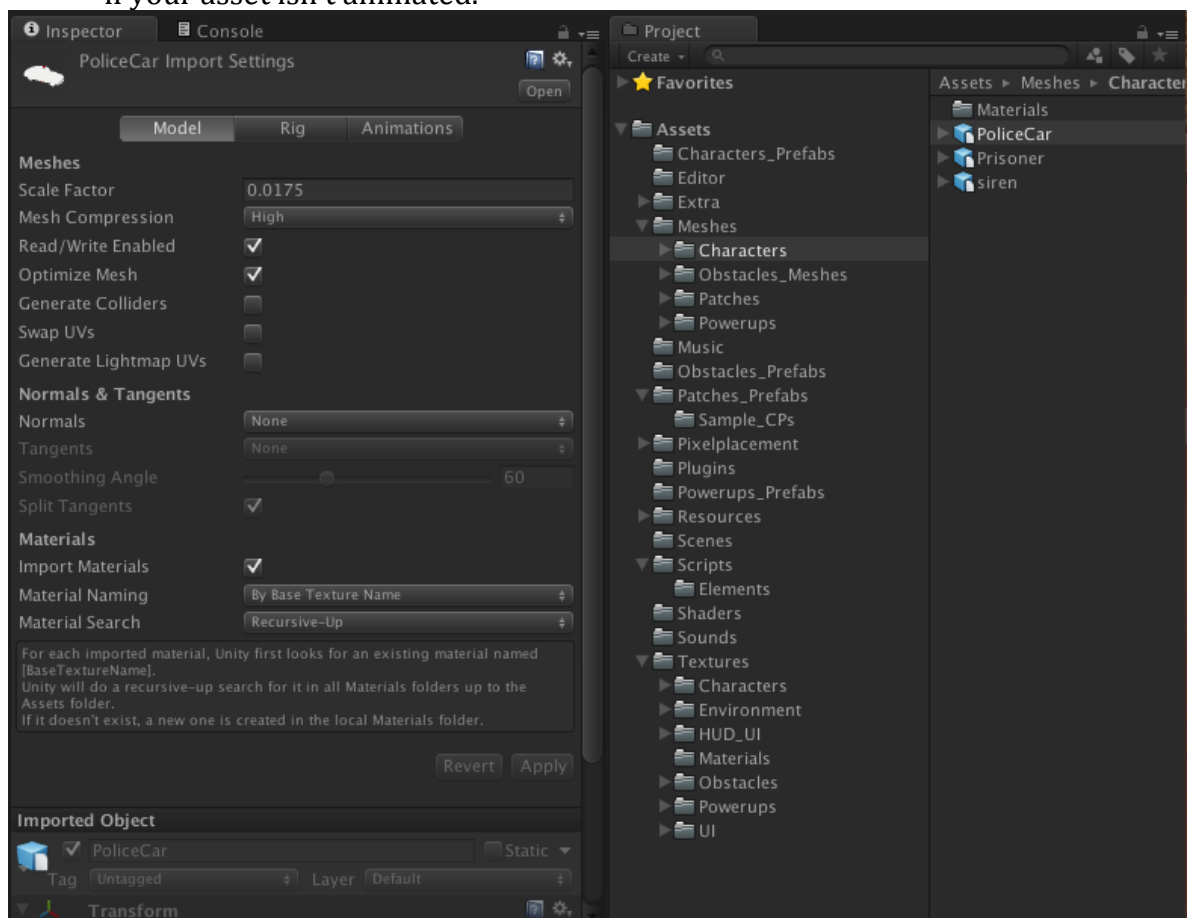 if your asset isn't animated.
Inspector
Console
PoliceCar Import Settings
Open
Model Rig Animations
Meshes
Scale Factor 0.0175
Mesh Compression High
Read/Write Enabled
Optimize Mesh
Generate Colliders
Swap UVs
Generate Lightmap UVs
Normals & Tangents
Normals None
Tangents None
Smoothing Angle 60
Split Tangents
Materials
Import Materials
Material Naming By Base Texture Name
Material Search Recursive-Up
For each imported material, Unity first looks for an existing material named
[BaseTextureName].
Unity will do a recursive-up search for it in all Materials folders up to the
Assets folder.
If it doesn't exist, a new one is created in the local Materials folder.
Revert Apply
Imported Object
PoliceCar Static
Tag Untagged Layer Default
Transform
Project
Create
Favorites
Assets
Characters_Prefabs
Editor
Extra
Meshes
Characters
Obstacles_Meshes
Patches
Powerups
Music
Obstacles_Prefabs
Patches_Prefabs
Sample_CPs
Pixelplacement
Plugins
Powerups_Prefabs
Resources
Scenes
Scripts
Elements
Shaders
Sounds
Textures
Characters
Environment
HUD_UI
Materials
Obstacles
Powerups
UI
Assets Meshes Character
Materials
PoliceCar
Prisoner
siren